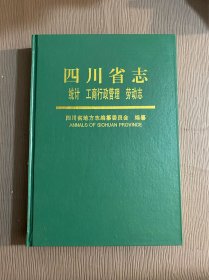 四川省志
统计 工商行政管理 劳动志
四川省地方志编纂委员会 编纂
ANNALS OF SICHUAN PROVINCE